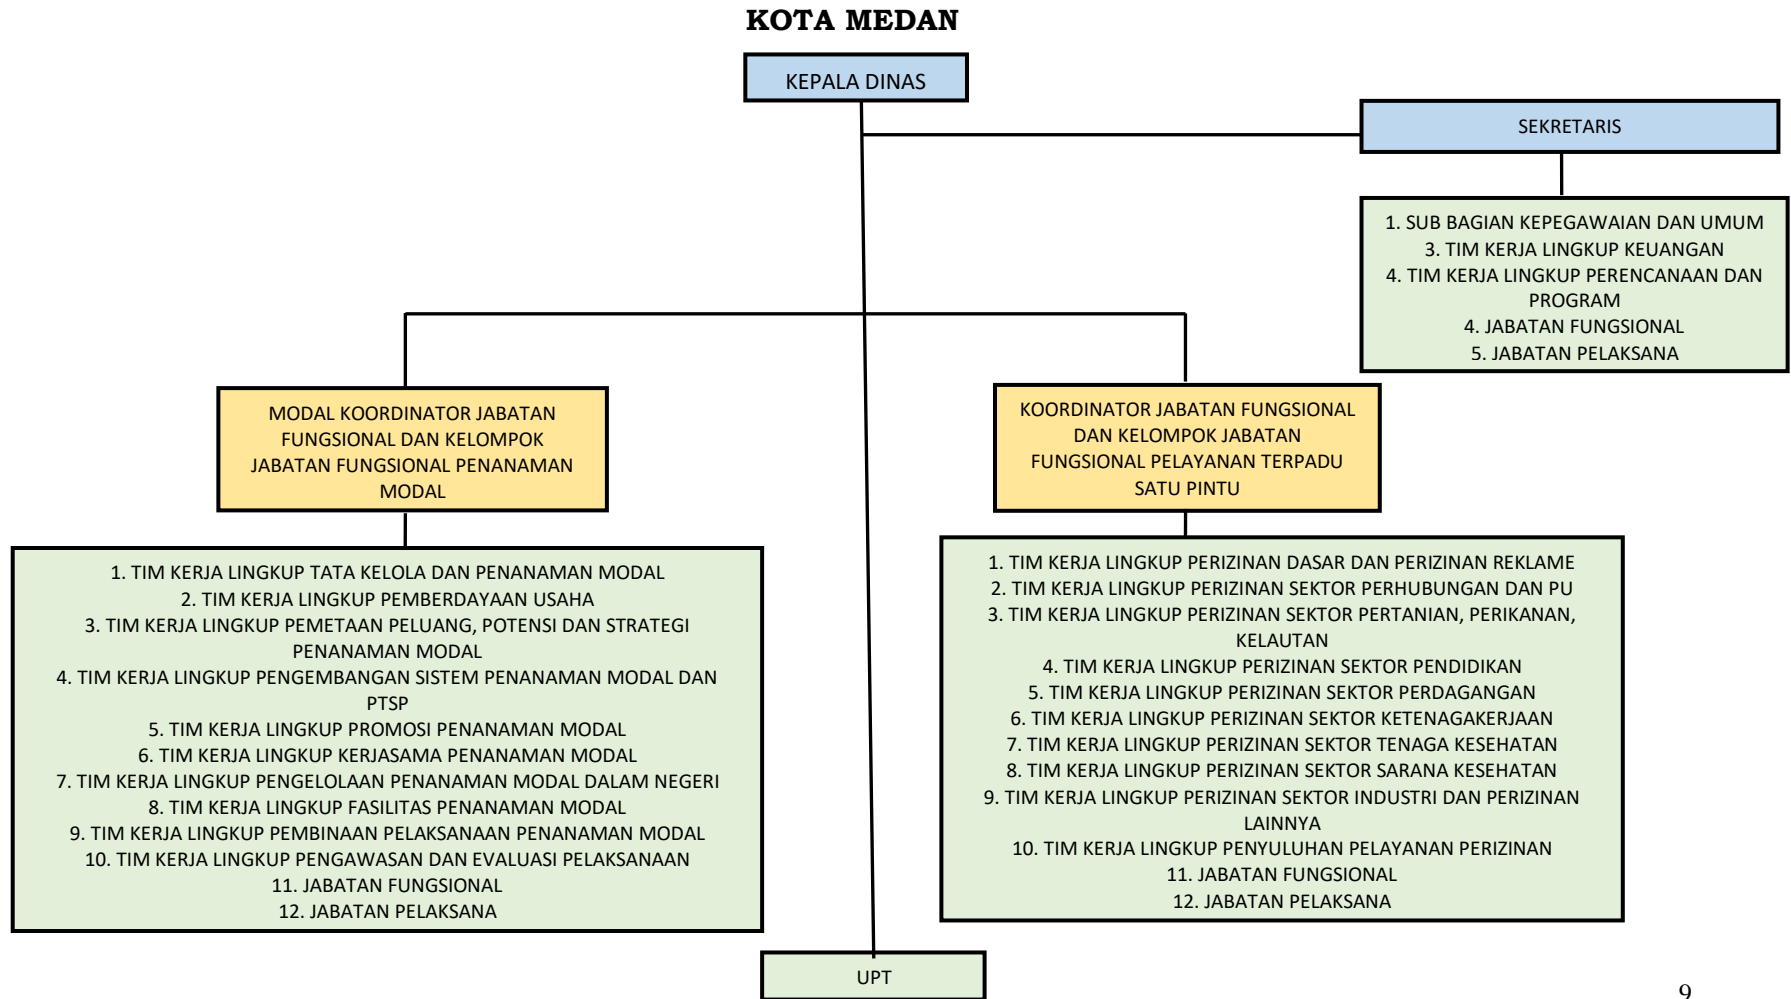 KOTA MEDAN
KEPALA DINAS
SEKRETARIS
1. SUB BAGIAN KEPEGAWAIAN DAN UMUM
3. TIM KERJA LINGKUP KEUANGAN
4. TIM KERJA LINGKUP PERENCANAAN DAN
PROGRAM
4. JABATAN FUNGSIONAL
5. JABATAN PELAKSANA
MODAL KOORDINATOR JABATAN
FUNGSIONAL DAN KELOMPOK
JABATAN FUNGSIONAL PENANAMAN
MODAL
KOORDINATOR JABATAN FUNGSIONAL
DAN KELOMPOK JABATAN
FUNGSIONAL PELAYANAN TERPADU
SATU PINTU
1. TIM KERJA LINGKUP TATA KELOLA DAN PENANAMAN MODAL
2. TIM KERJA LINGKUP PEMBERDAYAAN USAHA
3. TIM KERJA LINGKUP PEMETAAN PELUANG, POTENSI DAN STRATEGI
PENANAMAN MODAL
4. TIM KERJA LINGKUP PENGEMBANGAN SISTEM PENANAMAN MODAL DAN
PTSP
5. TIM KERJA LINGKUP PROMOSI PENANAMAN MODAL
6. TIM KERJA LINGKUP KERJASAMA PENANAMAN MODAL
7. TIM KERJA LINGKUP PENGELOLAAN PENANAMAN MODAL DALAM NEGERI
8. TIM KERJA LINGKUP FASILITAS PENANAMAN MODAL
9. TIM KERJA LINGKUP PEMBINAAN PELAKSANAAN PENANAMAN MODAL
10. TIM KERJA LINGKUP PENGAWASAN DAN EVALUASI PELAKSANAAN
11. JABATAN FUNGSIONAL
12. JABATAN PELAKSANA
1. TIM KERJA LINGKUP PERIZINAN DASAR DAN PERIZINAN REKLAME
2. TIM KERJA LINGKUP PERIZINAN SEKTOR PERHUBUNGAN DAN PU
3. TIM KERJA LINGKUP PERIZINAN SEKTOR PERTANIAN, PERIKANAN,
KELAUTAN
4. TIM KERJA LINGKUP PERIZINAN SEKTOR PENDIDIKAN
5. TIM KERJA LINGKUP PERIZINAN SEKTOR PERDAGANGAN
6. TIM KERJA LINGKUP PERIZINAN SEKTOR KETENAGAKERJAAN
7. TIM KERJA LINGKUP PERIZINAN SEKTOR TENAGA KESEHATAN
8. TIM KERJA LINGKUP PERIZINAN SEKTOR SARANA KESEHATAN
9. TIM KERJA LINGKUP PERIZINAN SEKTOR INDUSTRI DAN PERIZINAN
LAINNYA
10. TIM KERJA LINGKUP PENYULUHAN PELAYANAN PERIZINAN
11. JABATAN FUNGSIONAL
12. JABATAN PELAKSANA
UPT
9